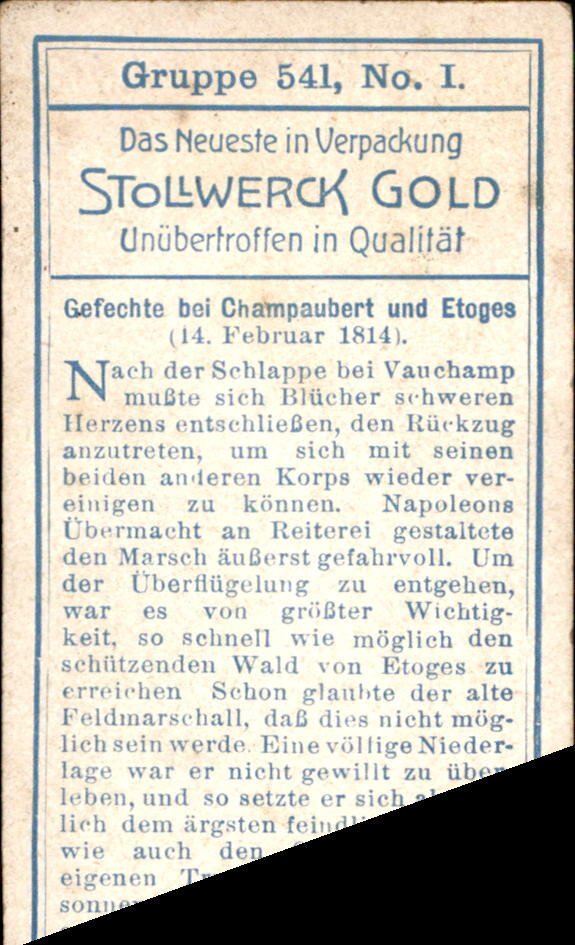 Gruppe 541, No. I.
Das Neueste in Verpackung
STOLLWERCK GOLD
Unübertroffen in Qualität
Gefechte bei Champaubert und Etoges
(14. Februar 1814).
Nach der Schlappe bei Vauchamp
mußte sich Blücher schweren
Herzens entschließen, den Rückzug
anzutreten, um sich mit seinen
beiden anderen Korps wieder ver-
einigen zu können. Napoleons
Übermacht an Reiterei gestaltete
den Marsch äußerst gefahrvoll. Um
der Überflügelung zu entgehen,
war es von größter Wichtig-
keit, so schnell wie möglich den
schützenden Wald von Etoges zu
erreichen Schon glaubte der alte
Feldmarschall, daß dies nicht mög-
lich sein werde. Eine völlige Nieder-
lage war er nicht gewillt zu
leben, und so setzte er sich
lich dem ärgsten
wie auch den
eigenen